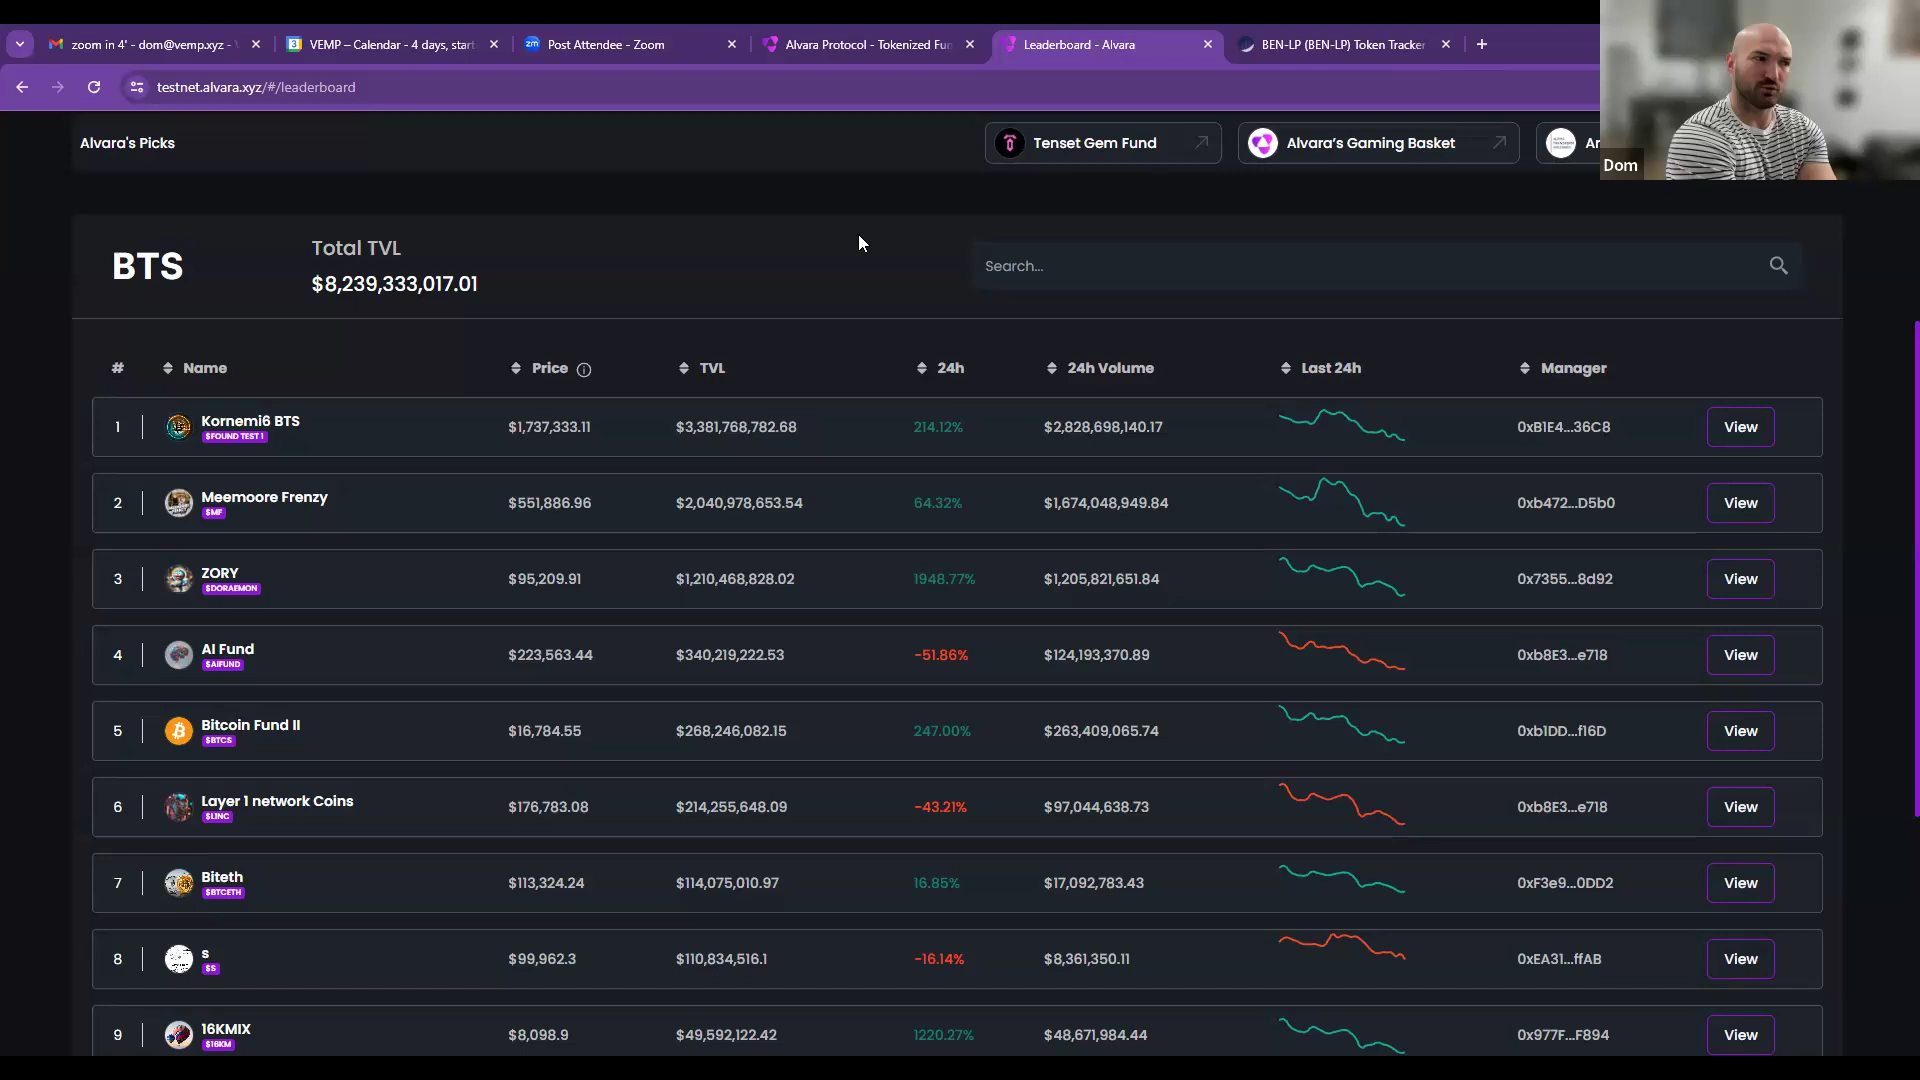 zoom in 4' - dom@vemp.xyz -
VEMP – Calendar - 4 days, start
zm Post Attendee - Zoom
Alvara Protocol - Tokenized Fun
Leaderboard - Alvara
BEN-LP (BEN-LP) Token Tracker
testnet.alvara.xyz/#/leaderboard
Alvara's Picks
Tenset Gem Fund
Alvara's Gaming Basket
Dom
BTS
Total TVL
$8,239,333,017.01
Search...
# Name Price TVL 24h 24h Volume Last 24h Manager
1 Kornemi6 BTS $1,737,333.11 $3,381,768,782.68 214.12% $2,828,698,140.17 0xB1E4...36C8 View
$FOUND TEST 1
2 Meemoore Frenzy $551,886.96 $2,040,978,653.54 64.32% $1,674,048,949.84 0xb472...D5b0 View
$MF
3 ZORY $95,209.91 $1,210,468,828.02 1948.77% $1,205,821,651.84 0x7355...8d92 View
$DORAEMON
4 AI Fund $223,563.44 $340,219,222.53 -51.86% $124,193,370.89 0xb8E3...e718 View
$AIFUND
5 Bitcoin Fund II $16,784.55 $268,246,082.15 247.00% $263,409,065.74 0xb1DD...f16D View
$BTCS
6 Layer 1 network Coins $176,783.08 $214,255,648.09 -43.21% $97,044,638.73 0xb8E3...e718 View
$L1NC
7 Biteth $113,324.24 $114,075,010.97 16.85% $17,092,783.43 0xF3e9...0DD2 View
$BTCETH
8 s $99,962.3 $110,834,516.1 -16.14% $8,361,350.11 0xEA31...ffAB View
$S
9 16KMIX $8,098.9 $49,592,122.42 1220.27% $48,671,984.44 0x977F...F894 View
$16KM